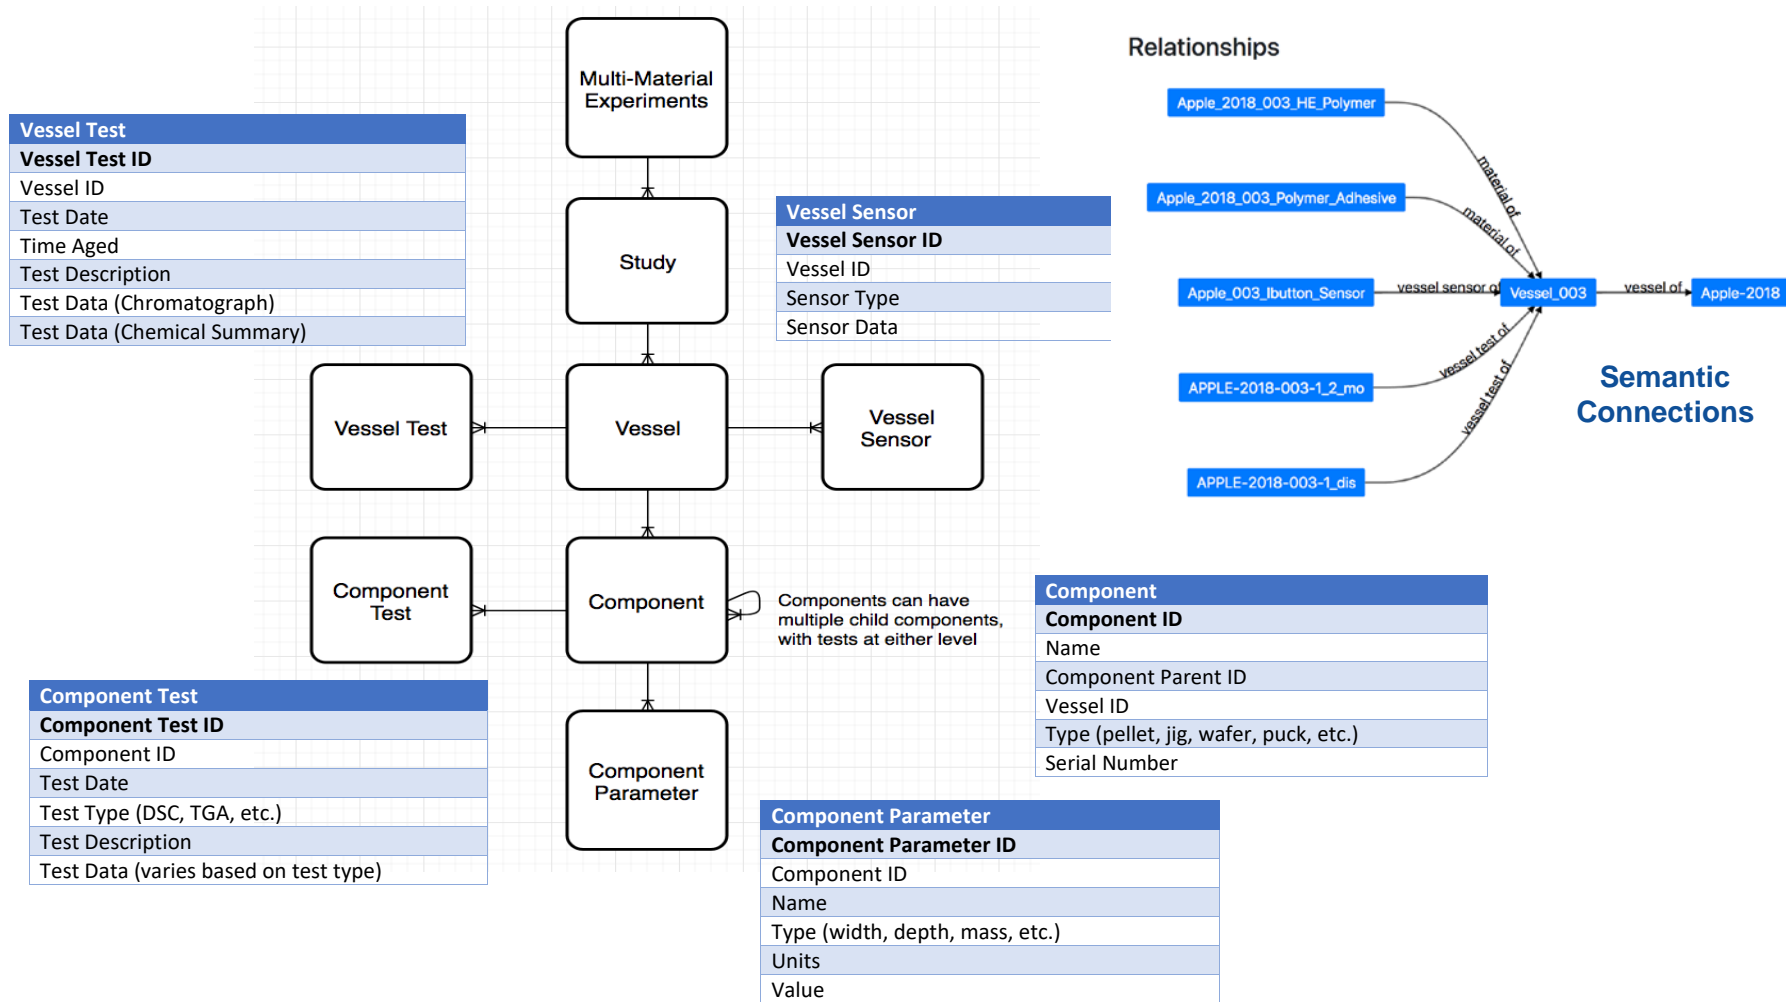 Multi-Material
Experiments
Relationships
Apple_2018_003_HE_Polymer
material of
Apple_2018_003_Polymer_Adhesive
material of
Apple_003_Ibutton_Sensor
vessel sensor of
Vessel_003
vessel of
Apple-2018
APPLE-2018-003-1_2_mo
vessel test of
APPLE-2018-003-1_dis
vessel test of
Semantic
Connections
Vessel Test
Vessel Test ID
Vessel ID
Test Date
Time Aged
Test Description
Test Data (Chromatograph)
Test Data (Chemical Summary)
Study
Vessel Sensor
Vessel Sensor ID
Vessel ID
Sensor Type
Sensor Data
Vessel Test
Vessel
Vessel
Sensor
Component
Test
Component
Components can have
multiple child components,
with tests at either level
Component
Component ID
Name
Component Parent ID
Vessel ID
Type (pellet, jig, wafer, puck, etc.)
Serial Number
Component Test
Component Test ID
Component ID
Test Date
Test Type (DSC, TGA, etc.)
Test Description
Test Data (varies based on test type)
Component
Parameter
Component Parameter
Component Parameter ID
Component ID
Name
Type (width, depth, mass, etc.)
Units
Value